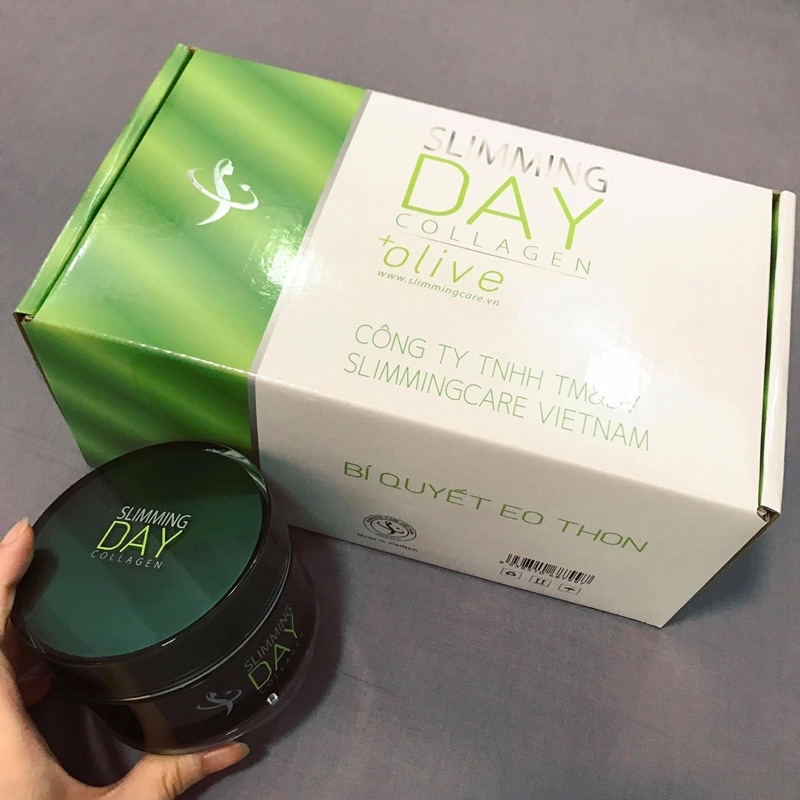 SLIMMING
DAY
COLLAGEN
+olive
www.slimmingcare.vn
CÔNG TY TNHH
SLIMMINGCARE VIETNAM
BÍ QUYẾT EO THON
Made in VietNam
SLIMMING
DAY
COLLAGEN
SLIMMING
DAY
COLLAGEN